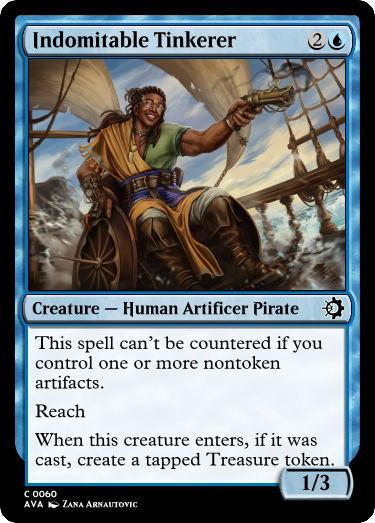 Indomitable Tinkerer 2
Creature — Human Artificer Pirate
This spell can't be countered if you
control one or more nontoken
artifacts.
Reach
When this creature enters, if it was
cast, create a tapped Treasure token.
1/3
C 0060
AVA Zana Arnautovic